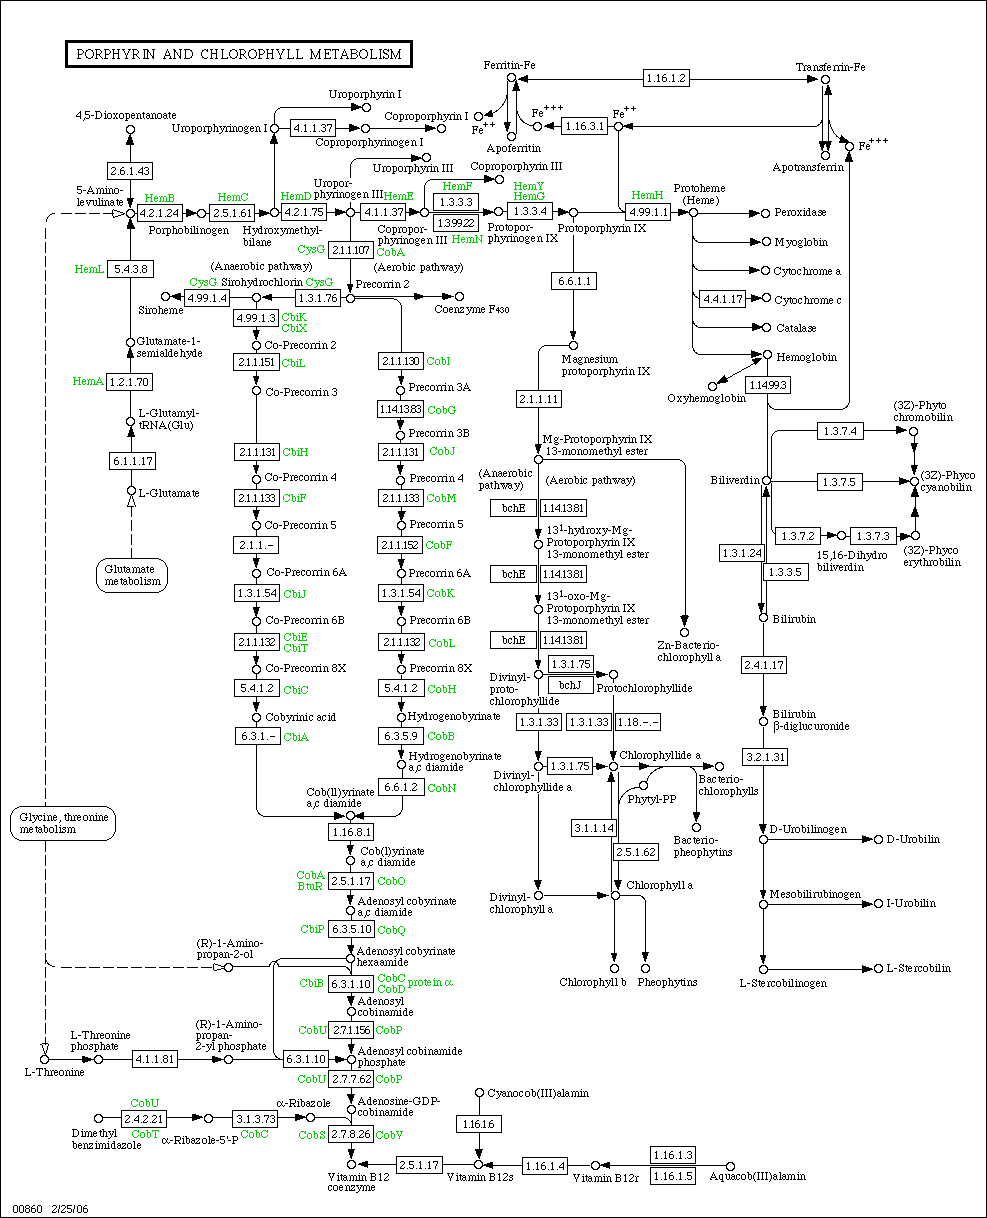 PORPHYRIN AND CHLOROPHYLL METABOLISM
Ferritin-Fe
1.16.1.2
Transferrin-Fe
Uroporphyrin I
Coproporphyrin I
Fe++
Fe+++
1.16.3.1
Fe++
Fe+++
4,5-Dioxopentanoate
Uroporphyrinogen I
4.1.1.37
Coproporphyrinogen I
Apoferritin
Apotransferrin
2.6.1.43
Uroporphyrin III
Coproporphyrin III
5-Amino-
levulinate
HemB
4.2.1.24
Porphobilinogen
HemC
2.5.1.61
Hydroxymethyl-
bilane
HemD
4.2.1.75
Uropor-
phyrinogen III
HemE
4.1.1.37
Copropor-
phyrinogen III
HemF
1.3.3.3
1.3.99.22
HemN
Protopor-
phyrinogen IX
HemY
HemG
1.3.3.4
Protoporphyrin IX
HemH
4.99.1.1
Protoheme
(Heme)
Peroxidase
Myoglobin
Cytochrome a
4.4.1.17
Cytochrome c
Catalase
Hemoglobin
Oxyhemoglobin
1.14.99.3
CysG
2.1.1.107
CobA
(Anaerobic pathway)
(Aerobic pathway)
HemL
5.4.3.8
CysG
Sirohydrochlorin
CysG
Precorrin 2
Siroheme
4.99.1.4
1.3.1.76
Coenzyme F430
6.6.1.1
4.99.1.3
CbiK
CbiX
Glutamate-1-
semialdehyde
Co-Precorrin 2
Magnesium
protoporphyrin IX
2.1.1.151
CbiL
2.1.1.130
CobI
HemA
1.2.1.70
Co-Precorrin 3
Precorrin 3A
2.1.1.11
1.14.13.83
CobG
L-Glutamyl-
tRNA(Glu)
Precorrin 3B
Mg-Protoporphyrin IX
13-monomethyl ester
2.1.1.131
CbiH
2.1.1.131
CobJ
6.1.1.17
Co-Precorrin 4
Precorrin 4
(Anaerobic
pathway)
(Aerobic pathway)
L-Glutamate
2.1.1.133
CbiF
2.1.1.133
CobM
bchE
1.14.13.81
Co-Precorrin 5
Precorrin 5
13¹-hydroxy-Mg-
Protoporphyrin IX
13-monomethyl ester
2.1.1.-
2.1.1.152
CobF
Glutamate
metabolism
Co-Precorrin 6A
Precorrin 6A
bchE
1.14.13.81
1.3.1.54
CbiJ
1.3.1.54
CobK
13¹-oxo-Mg-
Protoporphyrin IX
13-monomethyl ester
Co-Precorrin 6B
Precorrin 6B
2.1.1.132
CbiE
CbiT
2.1.1.132
CobL
bchE
1.14.13.81
Zn-Bacterio-
chlorophyll a
Co-Precorrin 8X
Precorrin 8X
Divinyl-
proto-
chlorophyllide
1.3.1.75
bchJ
Protochlorophyllide
5.4.1.2
CbiC
5.4.1.2
CobH
Cobyrinic acid
Hydrogenobyrinate
1.3.1.33
1.3.1.33
1.18.-.-
6.3.1.-
CbiA
6.3.5.9
CobB
Hydrogenobyrinate
a,c diamide
6.6.1.2
CobN
Divinyl-
chlorophyllide a
1.3.1.75
Chlorophyllide a
Bacterio-
chlorophylls
Phytyl-PP
Bacterio-
pheophytins
3.1.1.14
2.5.1.62
Divinyl-
chlorophyll a
Chlorophyll a
Chlorophyll b
Pheophytins
Biliverdin
1.3.7.4
(3Z)-Phyto
chromobilin
1.3.7.5
(3Z)-Phyco
cyanobilin
1.3.7.2
15,16-Dihydro
biliverdin
1.3.7.3
(3Z)-Phyco
erythrobilin
1.3.1.24
1.3.3.5
Bilirubin
2.4.1.17
Bilirubin
β-diglucuronide
3.2.1.31
D-Urobilinogen
D-Urobilin
Mesobilirubinogen
I-Urobilin
L-Stercobilinogen
L-Stercobilin
Glycine, threonine
metabolism
Cob(II)yrinate
a,c diamide
1.16.8.1
Cob(I)yrinate
a,c diamide
CobA
BtuR
2.5.1.17
CobO
Adenosyl cobyrinate
a,c diamide
CbiP
6.3.5.10
CobQ
(R)-1-Amino-
propan-2-ol
Adenosyl cobyrinate
hexaamide
CbiB
6.3.1.10
CobC
CobD
protein α
Adenosyl
cobinamide
CobU
2.7.1.156
CobP
L-Threonine
phosphate
(R)-1-Amino-
propan-
2-yl phosphate
L-Threonine
4.1.1.81
6.3.1.10
Adenosyl cobinamide
phosphate
CobU
2.7.7.62
CobP
Adenosine-GDP-
cobinamide
Cyanocob(III)alamin
CobU
2.4.2.21
CobT
Dimethyl
benzimidazole
α-Ribazole-5'-P
3.1.3.73
CobC
α-Ribazole
CobS
2.7.8.26
CobV
1.16.1.6
Vitamin B12
coenzyme
2.5.1.17
Vitamin B12s
1.16.1.4
Vitamin B12r
1.16.1.3
1.16.1.5
Aquacob(III)alamin
00860 2/25/06